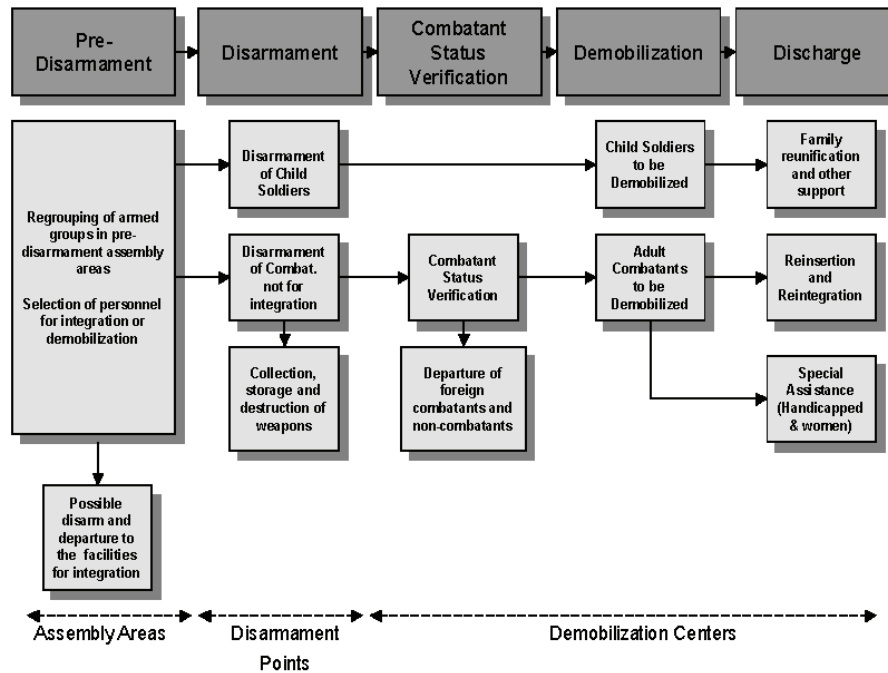 Pre-
Disarmament
Disarmament
Combatant
Status
Verification
Demobilization
Discharge
Regrouping of armed
groups in pre-
disarmament assembly
areas
Selection of personnel
for integration or
demobilization
Disarmament
of Child
Soldiers
Child Soldiers
to be
Demobilized
Family
reunification
and other
support
Disarmament
of Combat.
not for
integration
Combatant
Status
Verification
Adult
Combatants
to be
Demobilized
Reinsertion and
Reintegration
Collection,
storage and
destruction of
weapons
Departure of
foreign
combatants and
non-combatants
Special
Assistance
(Handicapped
& women)
Possible
disarm and
departure to
the facilities
for integration
Assembly Areas
Disarmament
Points
Demobilization Centers